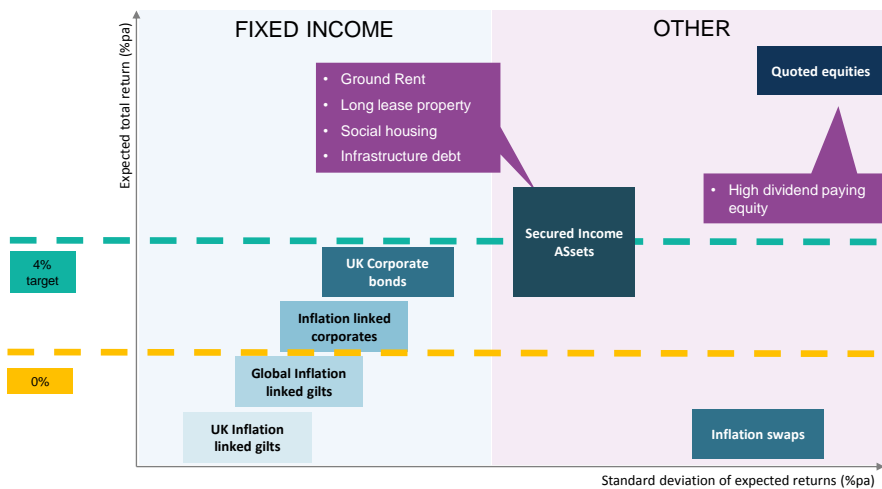 FIXED INCOME
OTHER
Expected total return (%pa)
• Ground Rent
• Long lease property
• Social housing
• Infrastructure debt
Quoted equities
• High dividend paying
equity
Secured Income
ASsets
4%
target
UK Corporate
bonds
Inflation linked
corporates
0%
Global Inflation
linked gilts
UK Inflation
linked gilts
Inflation swaps
Standard deviation of expected returns (%pa)